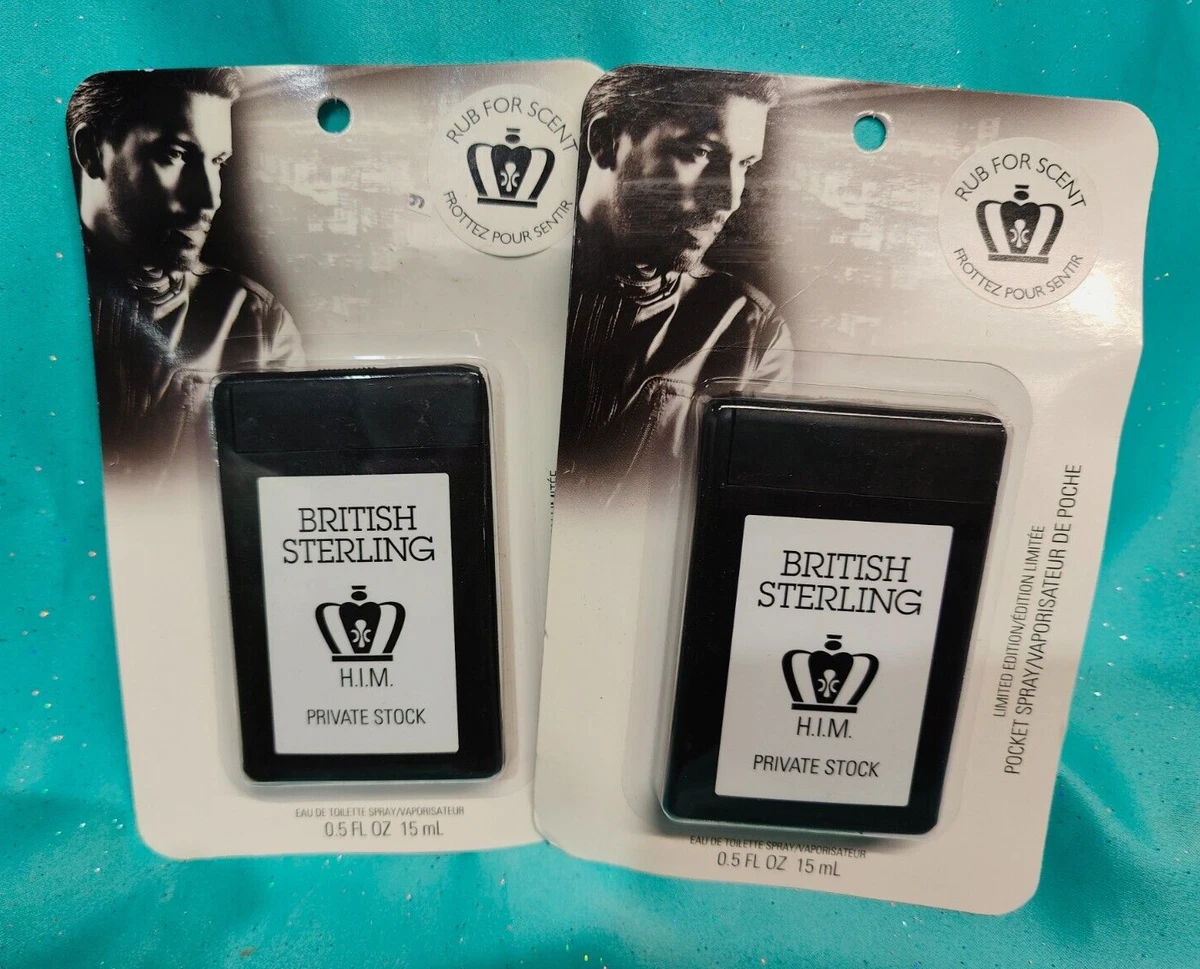 RUB FOR SCENT
FROTTEZ POUR SENTIR
BRITISH
STERLING
H.I.M.
PRIVATE STOCK
EAU DE TOILETTE SPRAY/VAPORISATEUR
0.5 FL OZ 15 mL
RUB FOR SCENT
FROTTEZ POUR SENTIR
BRITISH
STERLING
H.I.M.
PRIVATE STOCK
LIMITED EDITION/ÉDITION LIMITÉE
POCKET SPRAY/VAPORISATEUR DE POCHE
EAU DE TOILETTE SPRAY/VAPORISATEUR
0.5 FL OZ 15 mL